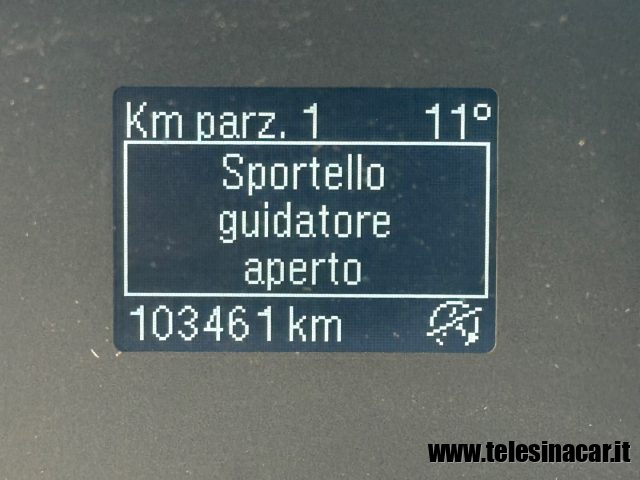 Km parz. 1 11°
Sportello
guidatore
aperto
103461 km
www.telesinacar.it